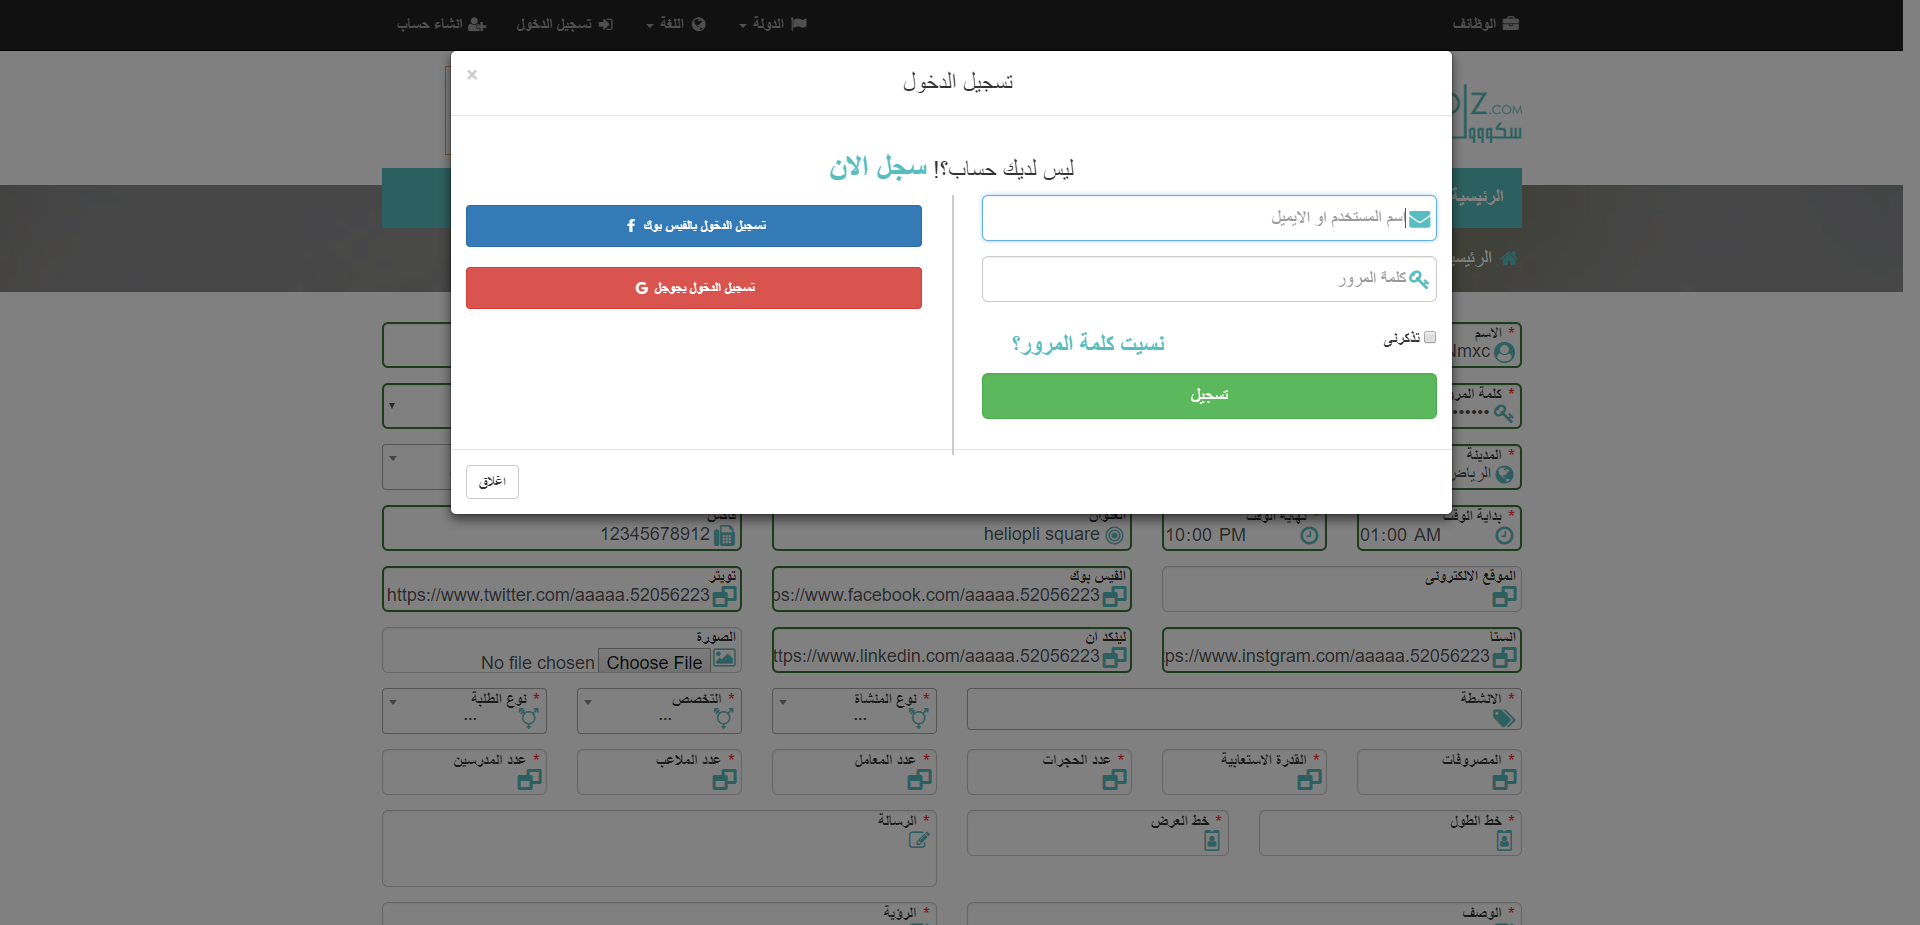 الوظائف
الدولة
اللغة
تسجيل الدخول
انشاء حساب
×
تسجيل الدخول
Z.COM
سكوول
ليس لديك حساب؟! سجل الان
الرئيسية
اسم المستخدم او الايميل
تسجيل الدخول بالفيس بوك
كلمة المرور
تسجيل الدخول بجوجل
تذكرنى
نسيت كلمة المرور؟
تسجيل
اغلاق
* الاسم
mxc
* كلمة المر
* المدينة
الرياض
* بداية الوقت
01:00 AM
* نهاية الوقت
10:00 PM
العنوان
heliopli square
فاكس
12345678912
الموقع الالكترونى
الفيس بوك
ps://www.facebook.com/aaaaa.52056223
تويتر
https://www.twitter.com/aaaaa.52056223
انستا
ps://www.instgram.com/aaaaa.52056223
لينكد ان
ttps://www.linkedin.com/aaaaa.52056223
الصورة
Choose File No file chosen
* الانشطة
* نوع المنشاة
...
* التخصص
...
* نوع الطلبة
...
* المصروفات
* القدرة الاستعابية
* عدد الحجرات
* عدد المعامل
* عدد الملاعب
* عدد المدرسين
* خط الطول
* خط العرض
* الرسالة
* الوصف
* الرؤية